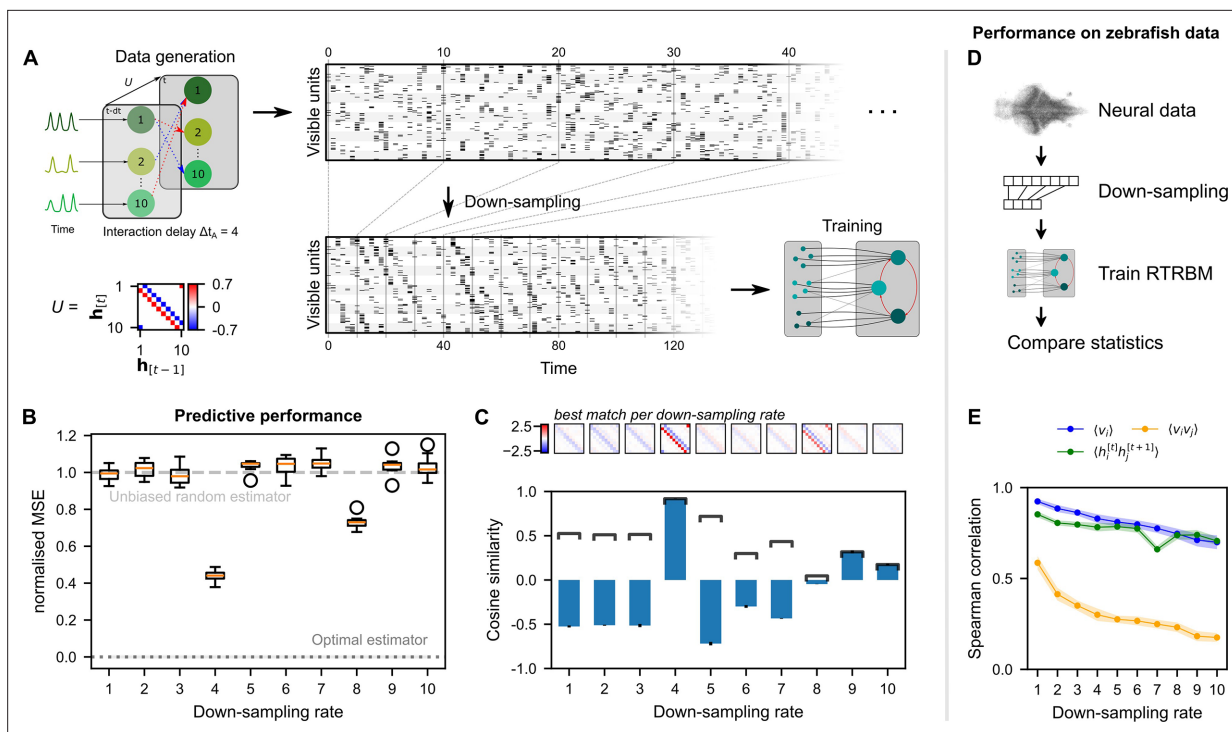 Performance on zebrafish data
A
Data generation
U
t
t-dt
1
2
10
1
2
10
Time
Interaction delay Δt_A = 4
U =
h[t]
1
10
1 10
h[t − 1]
0.7
0
-0.7
0 10 20 30 40
Visible units
Down-sampling
Visible units
0 20 40 60 80 100 120
Time
Training
D
Neural data
Down-sampling
Train RTRBM
Compare statistics
B
Predictive performance
normalised MSE
1.2
1.0
0.8
0.6
0.4
0.2
0.0
Unbiased random estimator
Optimal estimator
1 2 3 4 5 6 7 8 9 10
Down-sampling rate
C
best match per down-sampling rate
2.5
−2.5
Cosine similarity
1.0
0.5
0.0
-0.5
-1.0
1 2 3 4 5 6 7 8 9 10
Down-sampling rate
E
⟨v_i⟩ ⟨v_i v_j⟩
⟨h_i^[t] h_j^[t+1]⟩
Spearman correlation
1.0
0.5
0.0
1 2 3 4 5 6 7 8 9 10
Down-sampling rate